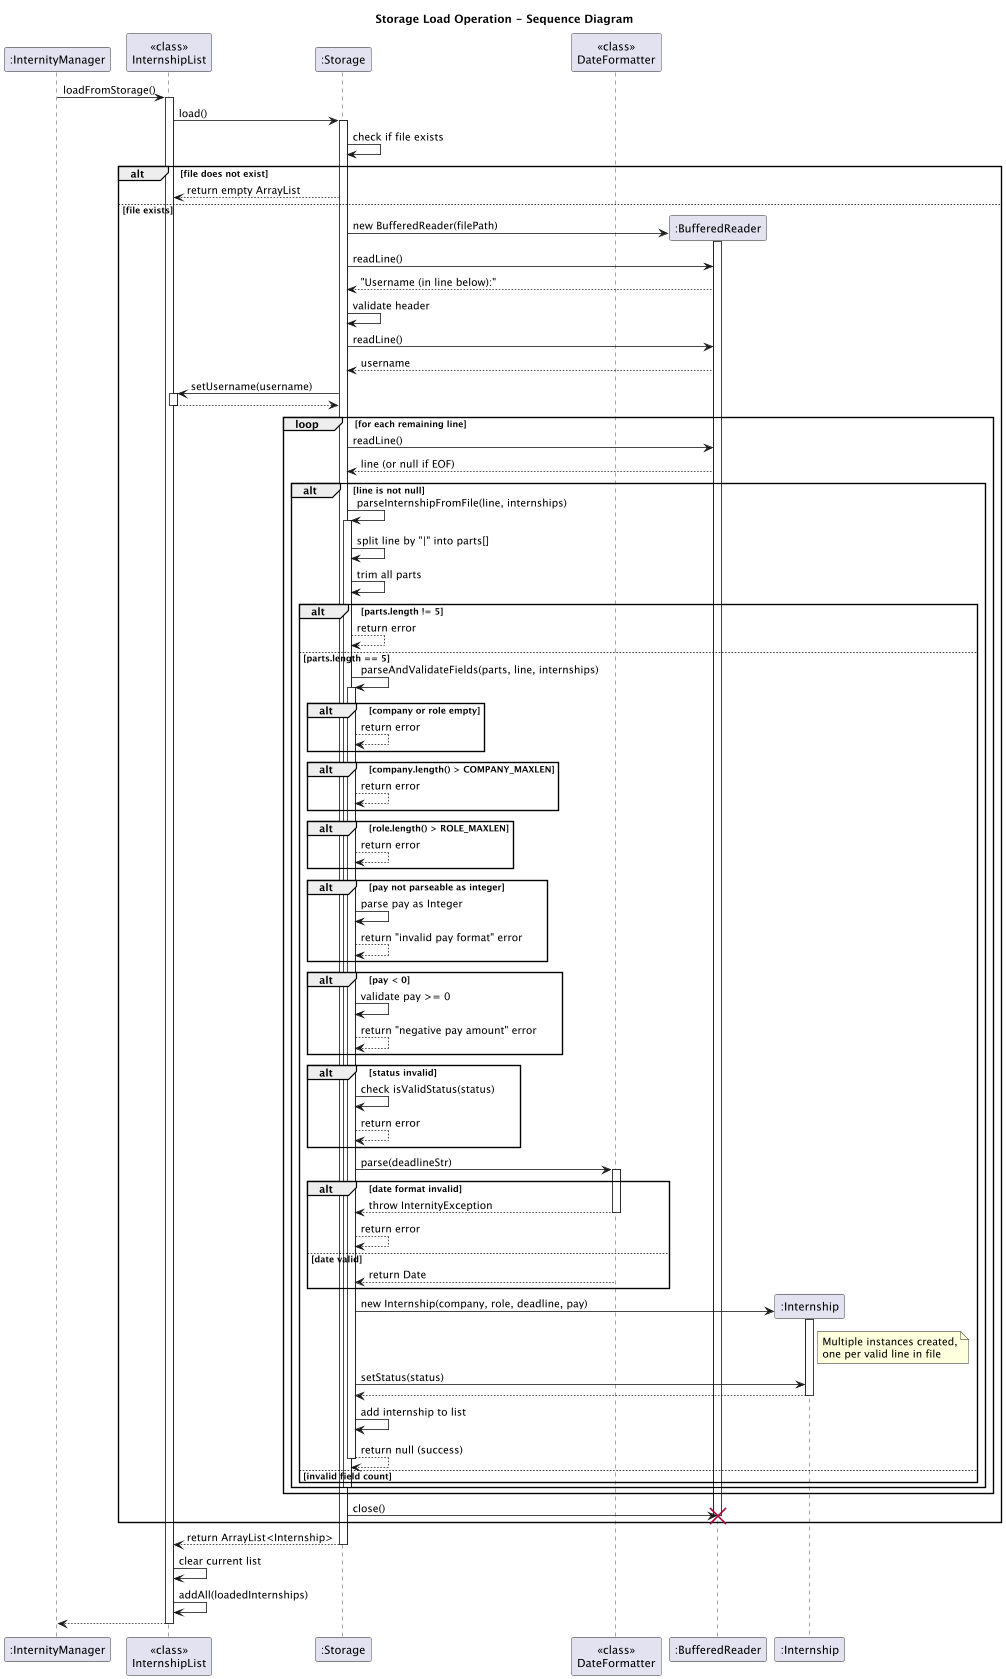 Storage Load Operation - Sequence Diagram
:InternityManager
«class»
InternshipList
:Storage
«class»
DateFormatter
loadFromStorage()
load()
check if file exists
alt [file does not exist]
return empty ArrayList
[file exists]
new BufferedReader(filePath)
:BufferedReader
readLine()
"Username (in line below):"
validate header
readLine()
username
setUsername(username)
loop [for each remaining line]
readLine()
line (or null if EOF)
alt [line is not null]
parseInternshipFromFile(line, internships)
split line by "|" into parts[]
trim all parts
alt [parts.length != 5]
return error
[parts.length == 5]
parseAndValidateFields(parts, line, internships)
alt [company or role empty]
return error
alt [company.length() > COMPANY_MAXLEN]
return error
alt [role.length() > ROLE_MAXLEN]
return error
alt [pay not parseable as integer]
parse pay as Integer
return "invalid pay format" error
alt [pay < 0]
validate pay >= 0
return "negative pay amount" error
alt [status invalid]
check isValidStatus(status)
return error
parse(deadlineStr)
alt [date format invalid]
throw InternityException
return error
[date valid]
return Date
new Internship(company, role, deadline, pay)
:Internship
Multiple instances created,
one per valid line in file
setStatus(status)
add internship to list
return null (success)
[invalid field count]
close()
return ArrayList<Internship>
clear current list
addAll(loadedInternships)
:InternityManager
«class»
InternshipList
:Storage
«class»
DateFormatter
:BufferedReader
:Internship